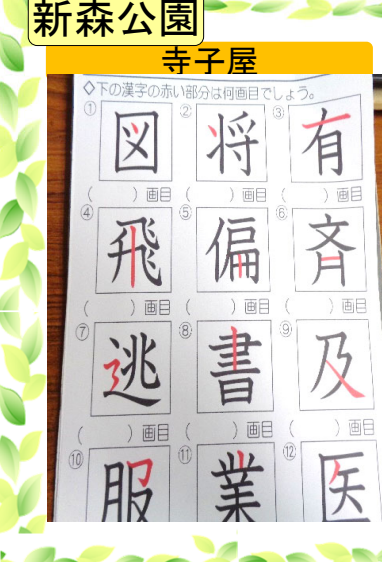 新森公園
寺子屋
◇下の漢字の赤い部分は何画目でしょう。
① 図 ② 将 ③ 有
( )画目 ( )画目 ( )画目
④ 飛 ⑤ 偏 ⑥ 斉
( )画目 ( )画目 ( )画目
⑦ 逃 ⑧ 書 ⑨ 及
( )画目 ( )画目 ( )画目
⑩ 服 ⑪ 業 ⑫ 医